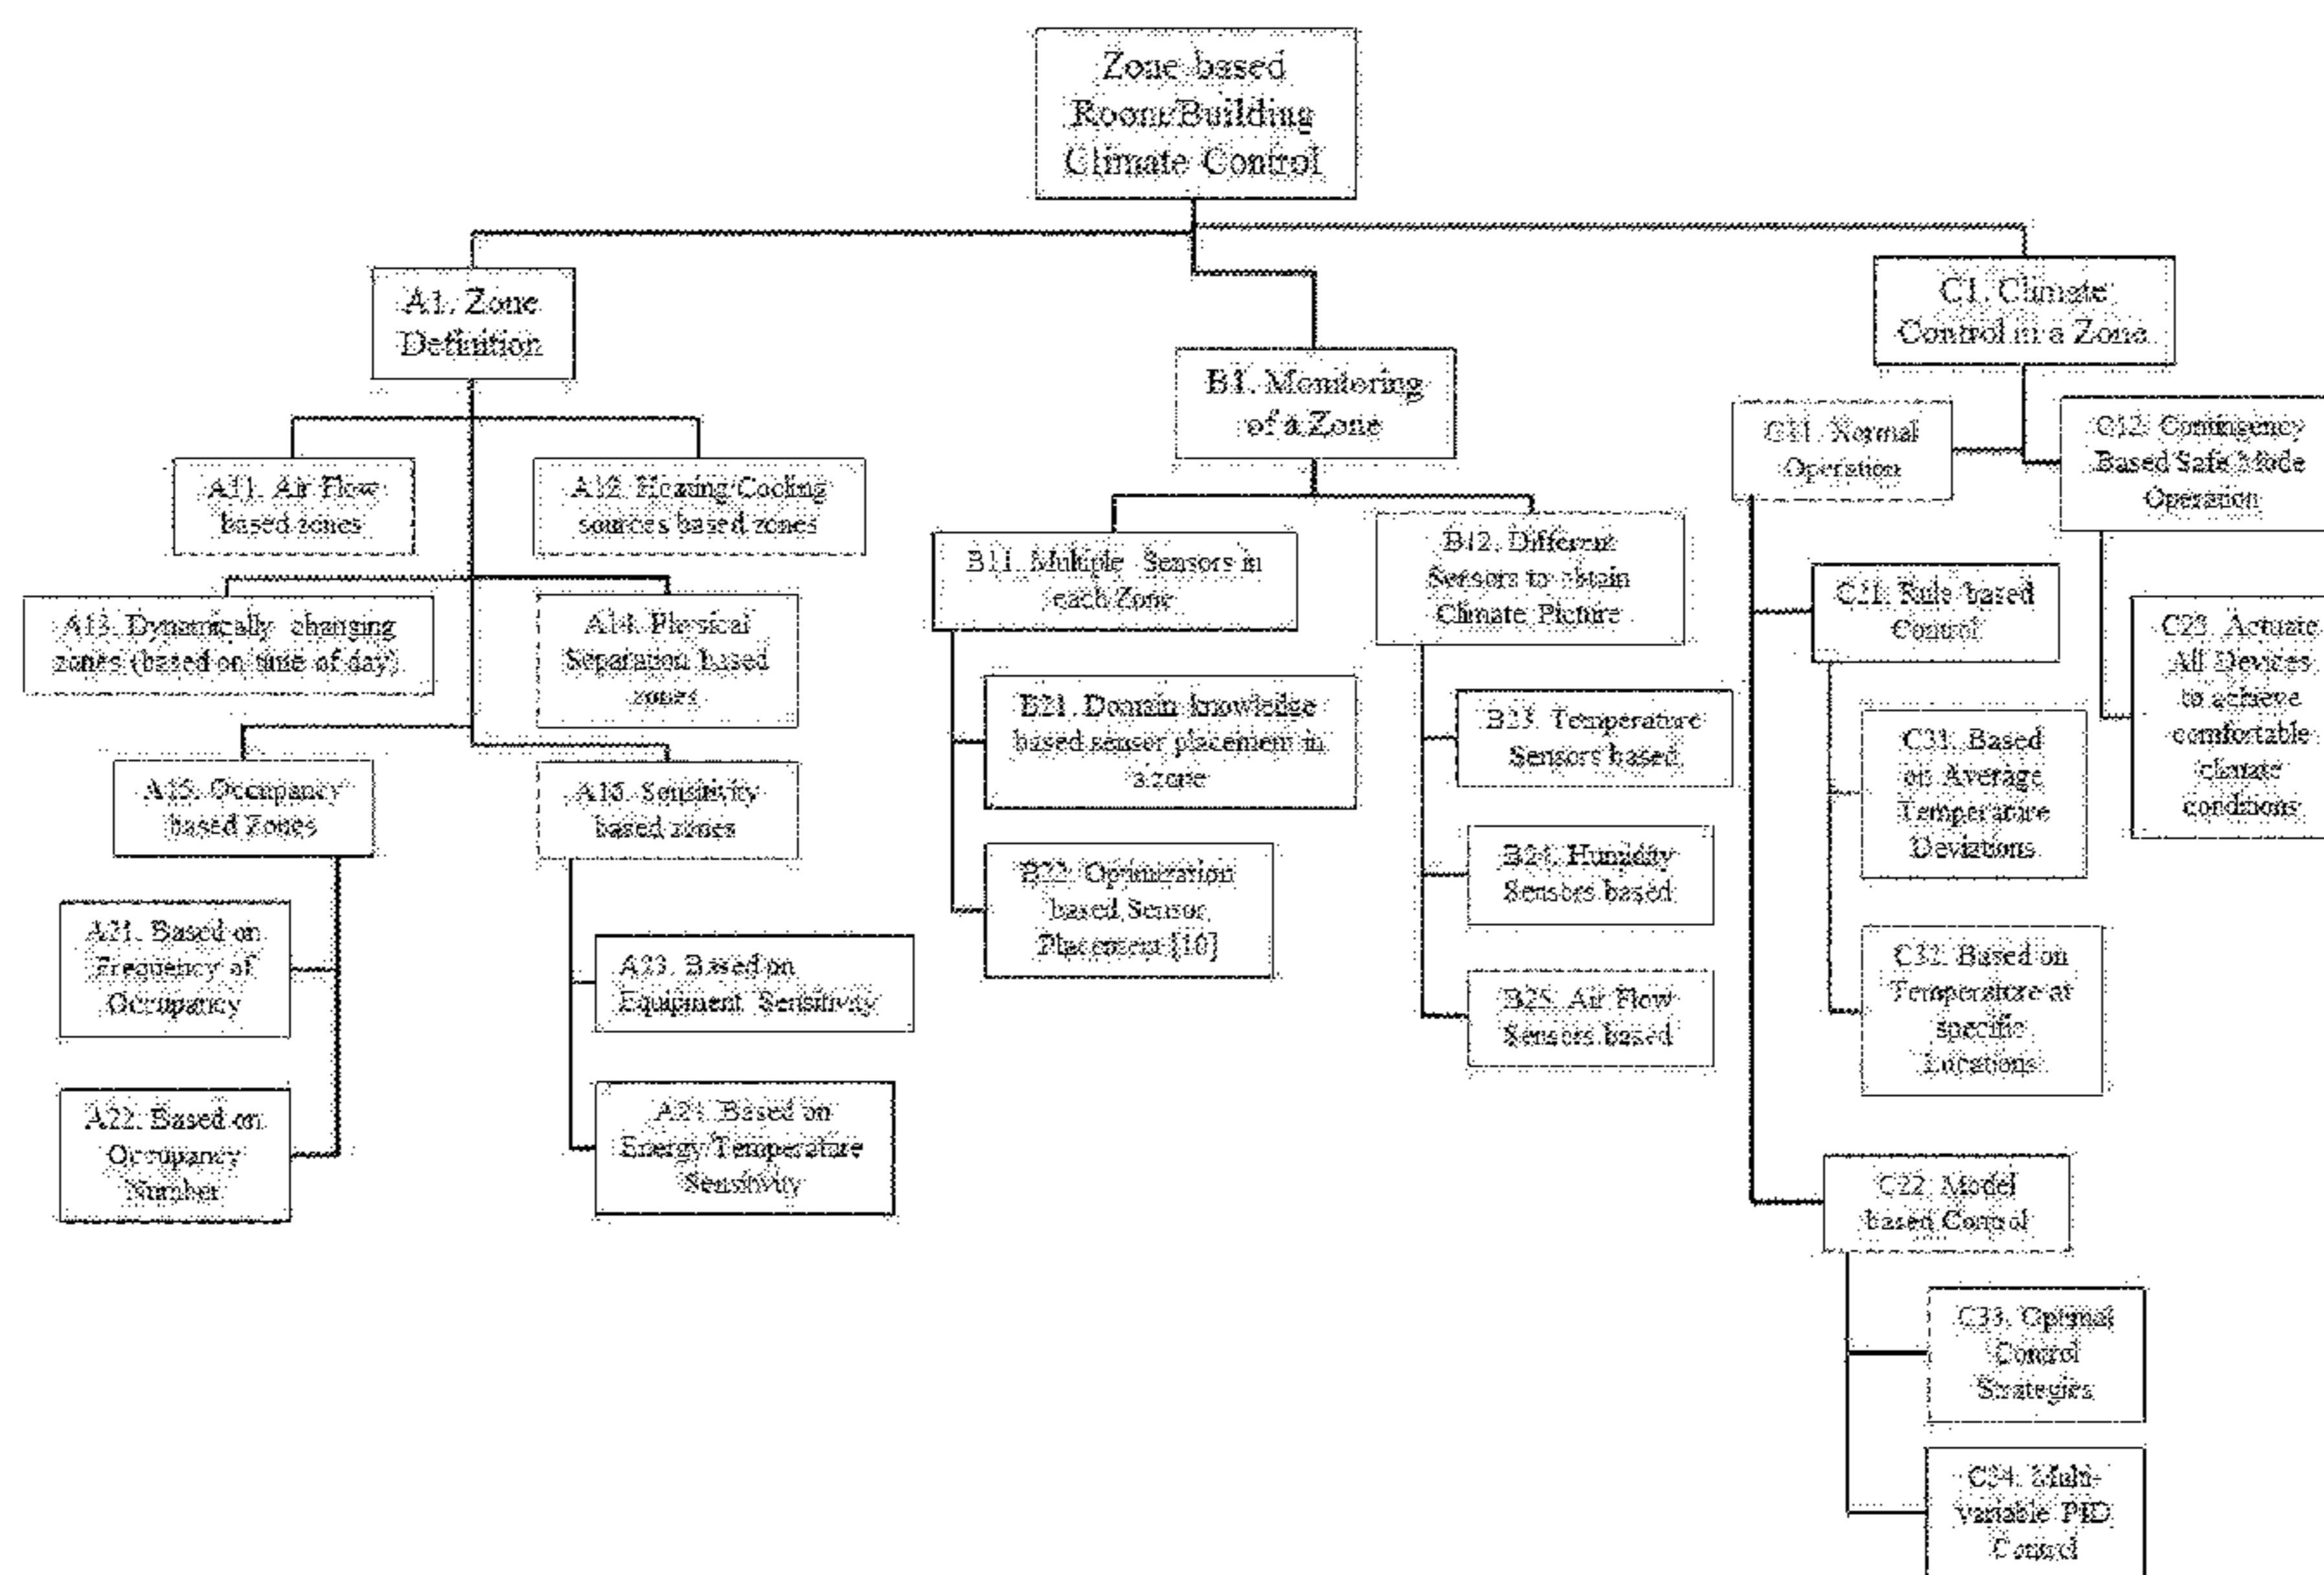 Zone based
Room/Building
Climate Control
A1. Zone
Definition
B1. Monitoring
of a Zone
C1. Climate
Control in a Zone
A11. Air Flow
based zones
A12. Heating/Cooling
sources based zones
A13. Dynamically changing
zones (based on time of day)
A14. Physical
Separation based
zones
A15. Occupancy
based Zones
A16. Sensitivity
based zones
A21. Based on
Frequency of
Occupancy
A22. Based on
Occupancy
Number
A23. Based on
Equipment Sensitivity
A24. Based on
Energy/Temperature
Sensitivity
B11. Multiple Sensors in
each Zone
B12. Different
Sensors to obtain
Climate Picture
B21. Domain knowledge
based sensor placement in
a zone
B22. Optimization
based Sensor
Placement [10]
B23. Temperature
Sensors based
B24. Humidity
Sensors based
B25. Air Flow
Sensors based
C11. Normal
Operation
C12. Contingency
Based Safe Mode
Operation
C21. Rule based
Control
C23. Actuate
All Devices
to achieve
comfortable
climate
conditions
C31. Based
on Average
Temperature
Deviations
C32. Based on
Temperature at
specific
Locations
C22. Model
based Control
C33. Optimal
Control
Strategies
C34. Multi-
variable PID
Control